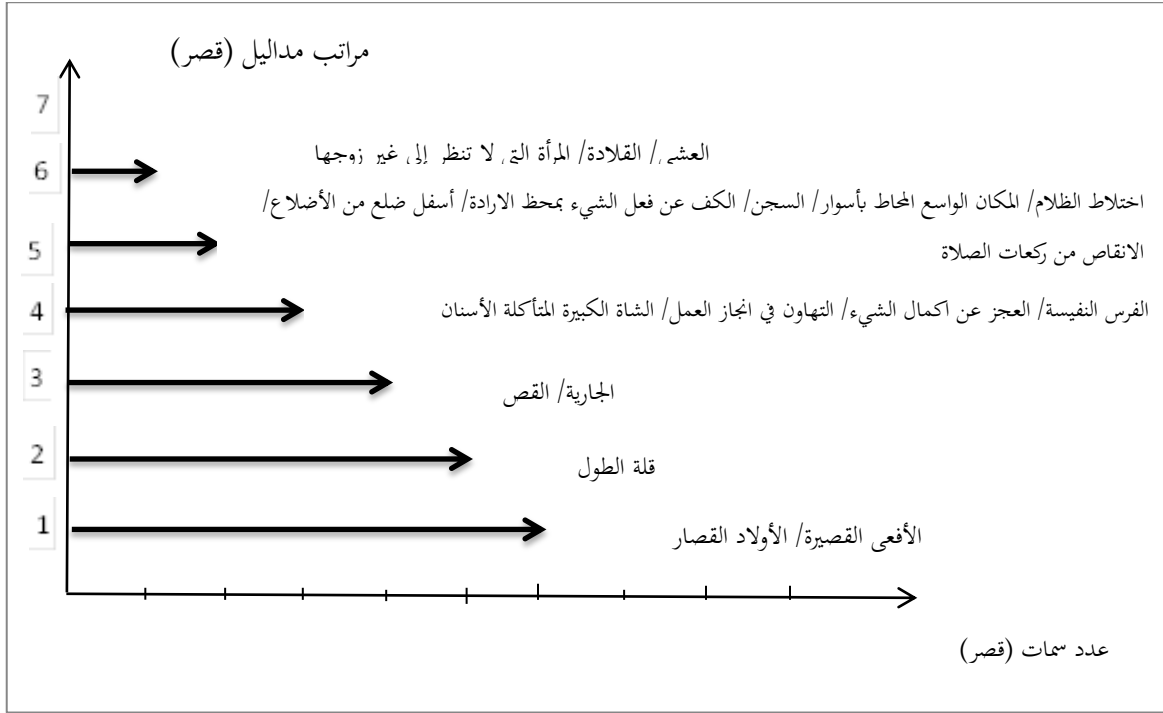 مراتب مداليل (قصر)
7
العشي/ القلادة/ المرأة التي لا تنظر إلى غير زوجها
6
اختلاط الظلام/ المكان الواسع المحاط بأسوار/ السجن/ الكف عن فعل الشيء بمحظ الارادة/ أسفل ضلع من الأضلاع/
5
الانقاص من ركعات الصلاة
4
الفرس النفيسة/ العجز عن اكمال الشيء/ التهاون في انجاز العمل/ الشاة الكبيرة المتأكلة الأسنان
3
الجارية/ القص
2
قلة الطول
1
الأفعى القصيرة/ الأولاد القصار
عدد سمات (قصر)